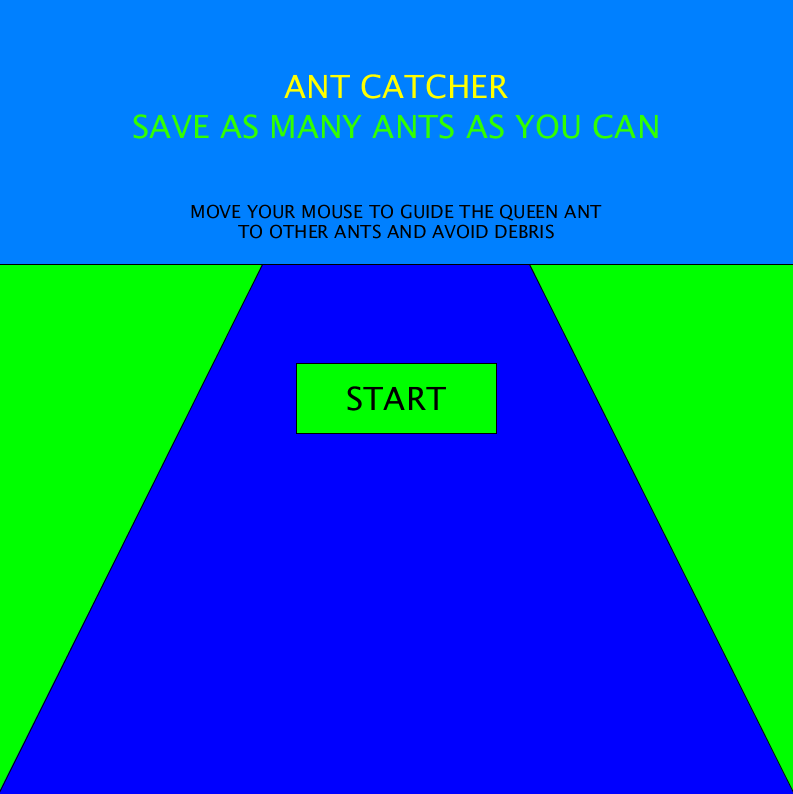 ANT CATCHER
SAVE AS MANY ANTS AS YOU CAN
MOVE YOUR MOUSE TO GUIDE THE QUEEN ANT
TO OTHER ANTS AND AVOID DEBRIS
START